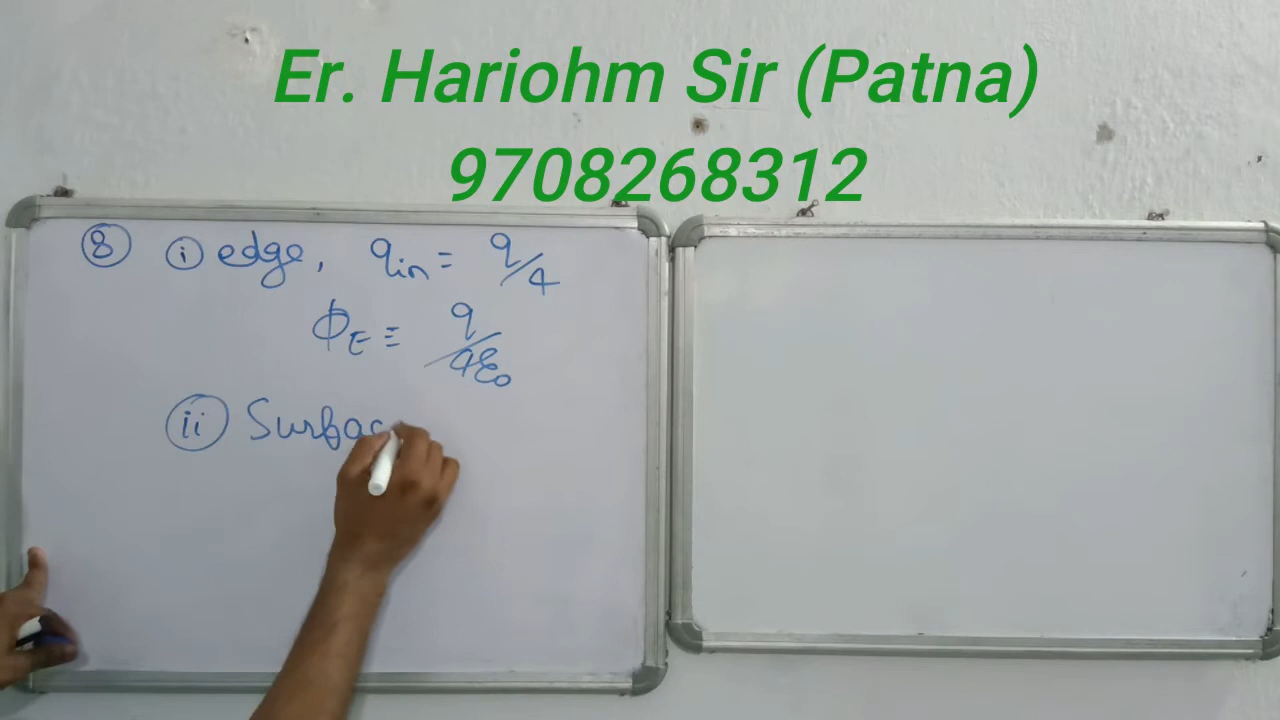 Er. Hariohm Sir (Patna)
9708268312
8 i edge, qin = q/4
ΦE = q/4ε0
ii Surfac